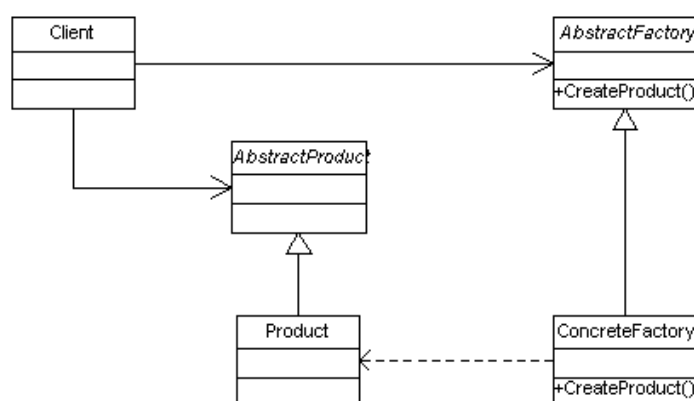 Client
AbstractFactory
+CreateProduct()
AbstractProduct
Product
ConcreteFactory
+CreateProduct()